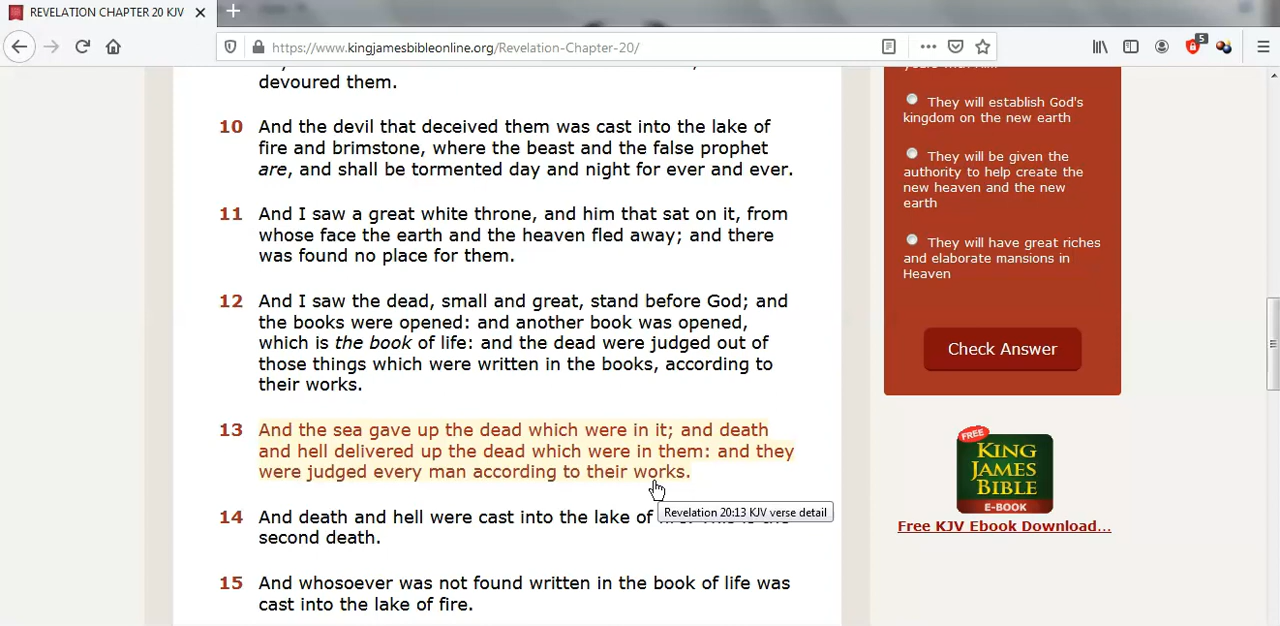 REVELATION CHAPTER 20 KJV
https://www.kingjamesbibleonline.org/Revelation-Chapter-20/
5
devoured them.
10 And the devil that deceived them was cast into the lake of
fire and brimstone, where the beast and the false prophet
are, and shall be tormented day and night for ever and ever.
11 And I saw a great white throne, and him that sat on it, from
whose face the earth and the heaven fled away; and there
was found no place for them.
12 And I saw the dead, small and great, stand before God; and
the books were opened: and another book was opened,
which is the book of life: and the dead were judged out of
those things which were written in the books, according to
their works.
13 And the sea gave up the dead which were in it; and death
and hell delivered up the dead which were in them: and they
were judged every man according to their works.
Revelation 20:13 KJV verse detail
14 And death and hell were cast into the lake of
second death.
15 And whosoever was not found written in the book of life was
cast into the lake of fire.
They will establish God's
kingdom on the new earth
They will be given the
authority to help create the
new heaven and the new
earth
They will have great riches
and elaborate mansions in
Heaven
Check Answer
FREE
KING
JAMES
BIBLE
E-BOOK
Free KJV Ebook Download...